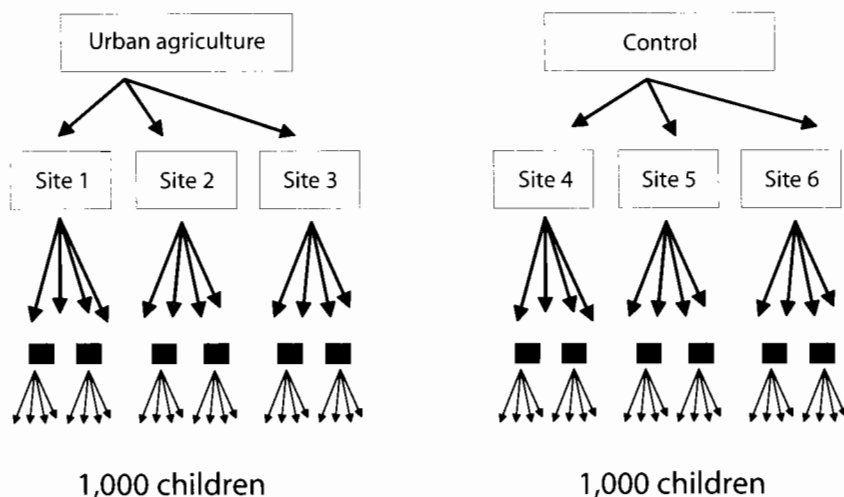 Urban agriculture
Control
Site 1
Site 2
Site 3
Site 4
Site 5
Site 6
1,000 children
1,000 children